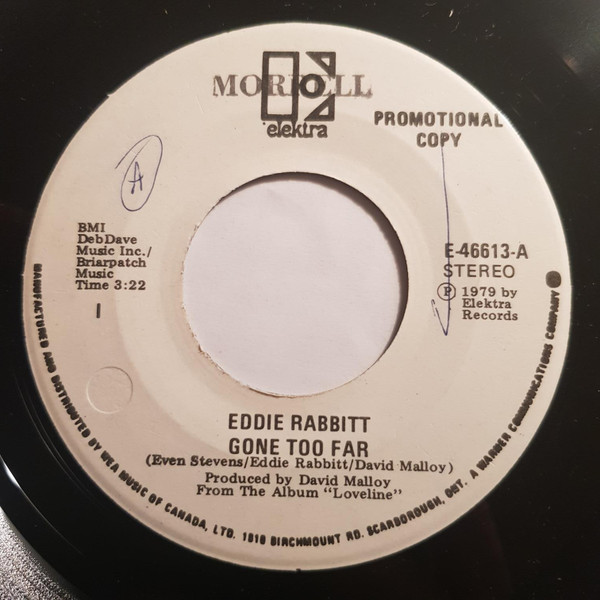 MORRELL
elektra
PROMOTIONAL
COPY
A
BMI
DebDave
Music Inc./
Briarpatch
Music
Time 3:22
I
E-46613-A
STEREO
Ⓟ 1979 by
Elektra
Records
EDDIE RABBITT
GONE TOO FAR
(Even Stevens/Eddie Rabbitt/David Malloy)
Produced by David Malloy
From The Album "Loveline"
MANUFACTURED AND DISTRIBUTED BY WEA MUSIC OF CANADA, LTD. 1810 BIRCHMOUNT RD. SCARBOROUGH, ONT. A WARNER COMMUNICATIONS COMPANY